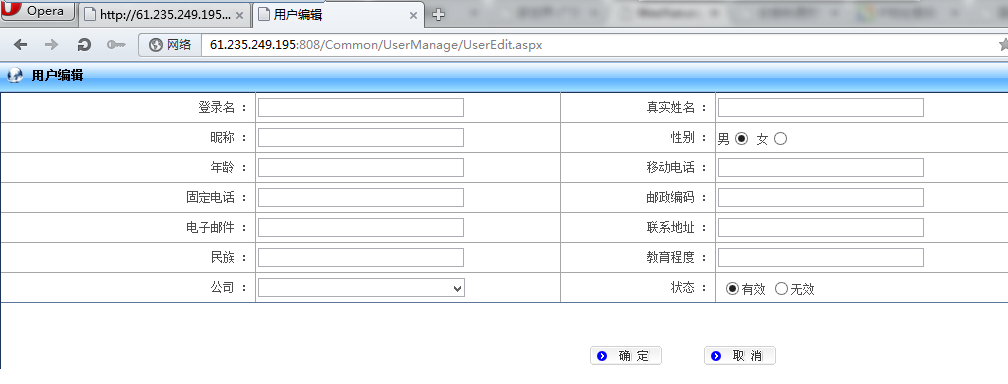 Opera
http://61.235.249.195...
用户编辑
网络
61.235.249.195:808/Common/UserManage/UserEdit.aspx
用户编辑
登录名 :
真实姓名 :
昵称 :
性别 : 男 女
年龄 :
移动电话 :
固定电话 :
邮政编码 :
电子邮件 :
联系地址 :
民族 :
教育程度 :
公司 :
状态 : 有效 无效
确 定
取 消